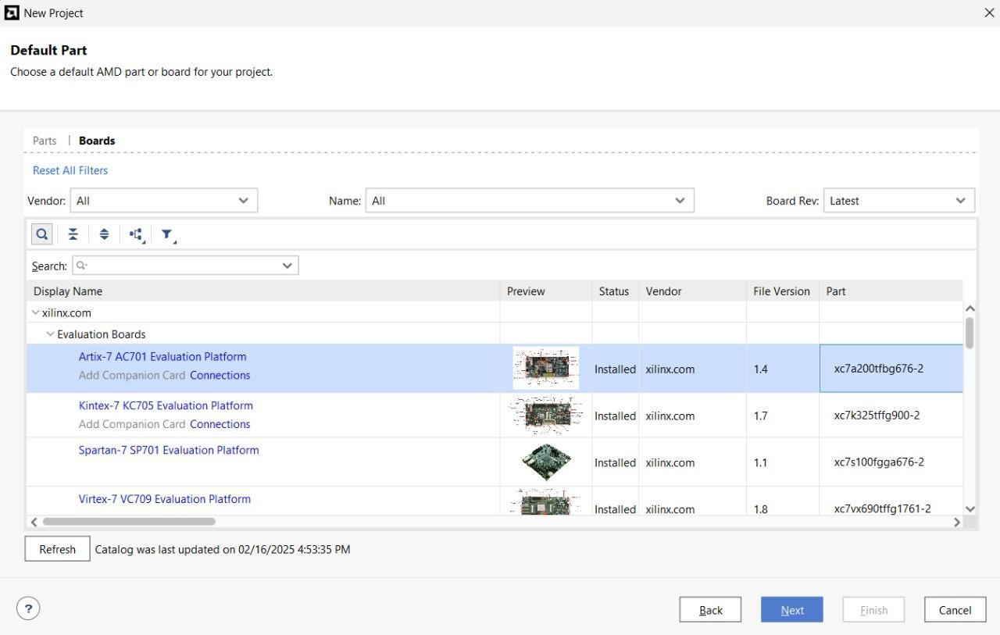 New Project
Default Part
Choose a default AMD part or board for your project.
Parts | Boards
Reset All Filters
Vendor: All Name: All Board Rev: Latest
Search:
Display Name Preview Status Vendor File Version Part
xilinx.com
Evaluation Boards
Artix-7 AC701 Evaluation Platform
Add Companion Card Connections
Installed xilinx.com 1.4 xc7a200tfbg676-2
Kintex-7 KC705 Evaluation Platform
Add Companion Card Connections
Installed xilinx.com 1.7 xc7k325tffg900-2
Spartan-7 SP701 Evaluation Platform
Installed xilinx.com 1.1 xc7s100fgga676-2
Virtex-7 VC709 Evaluation Platform
Installed xilinx.com 1.8 xc7vx690tffg1761-2
Refresh Catalog was last updated on 02/16/2025 4:53:35 PM
? Back Next Finish Cancel